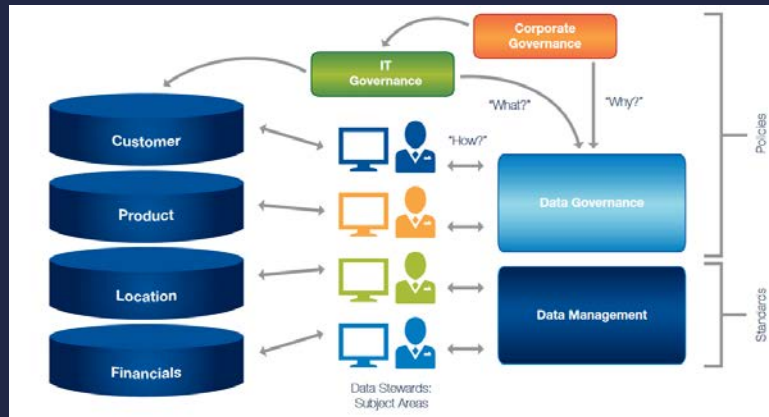 Corporate
Governance
IT
Governance
"What?"
"Why?"
Customer
"How?"
Policies
Product
Data Governance
Location
Data Management
Standards
Financials
Data Stewards:
Subject Areas